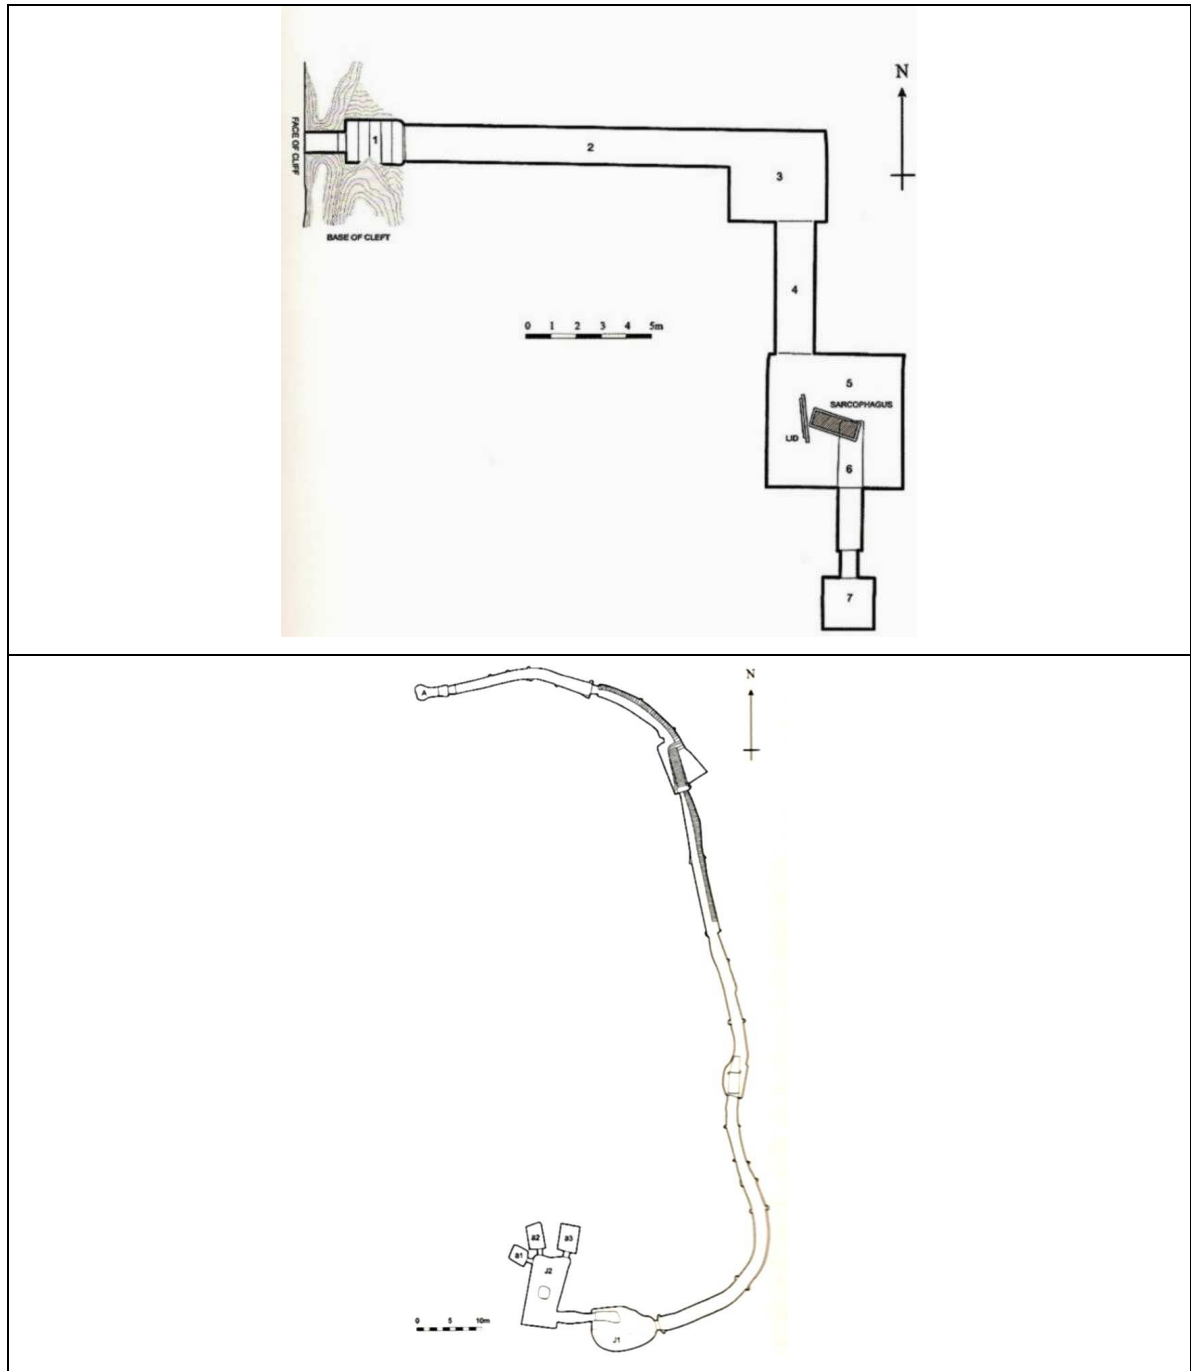 N
FACE OF CLIFF
1
2
3
BASE OF CLEFT
4
0 1 2 3 4 5m
5
SARCOPHAGUS
LID
6
7
N
A
a2 a3
a1
J2
0 5 10m
J1